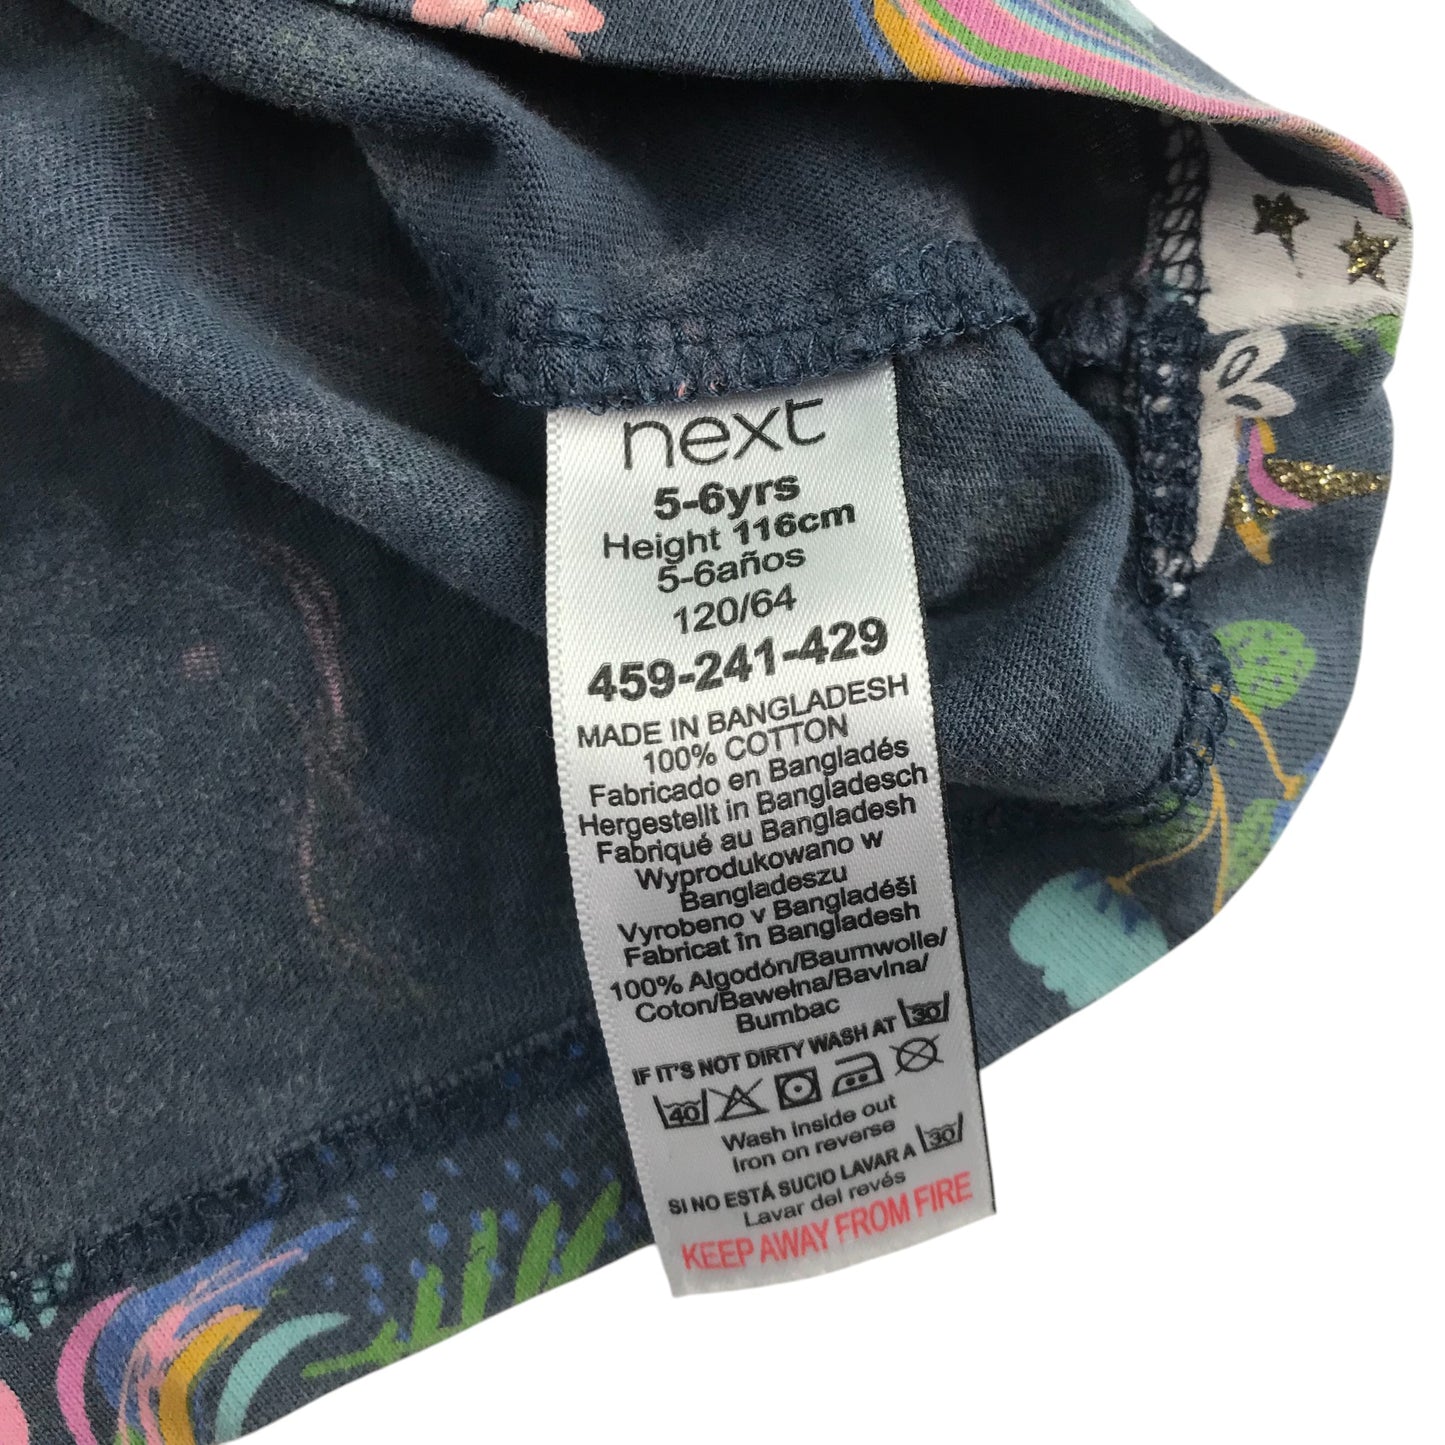 next
5-6yrs
Height 116cm
5-6años
120/64
459-241-429
MADE IN BANGLADESH
100% COTTON
Fabricado en Bangladés
Hergestellt in Bangladesch
Fabriqué au Bangladesh
Wyprodukowano w
Bangladeszu
Vyrobeno v Bangladéši
Fabricat în Bangladesh
100% Algodón/Baumwolle/
Coton/Bawełna/Bavlna/
Bumbac
IF IT'S NOT DIRTY WASH AT 30
40
Wash inside out
Iron on reverse
SI NO ESTÁ SUCIO LAVAR A 30
Lavar del revés
KEEP AWAY FROM FIRE